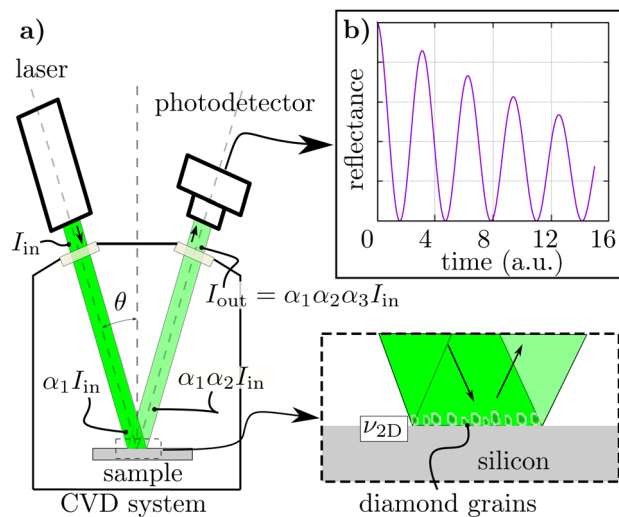 a)
laser
photodetector
I_in
θ
I_out = α₁α₂α₃I_in
α₁I_in
α₁α₂I_in
sample
CVD system
b)
reflectance
0 4 8 12 16
time (a.u.)
ν_2D
silicon
diamond grains